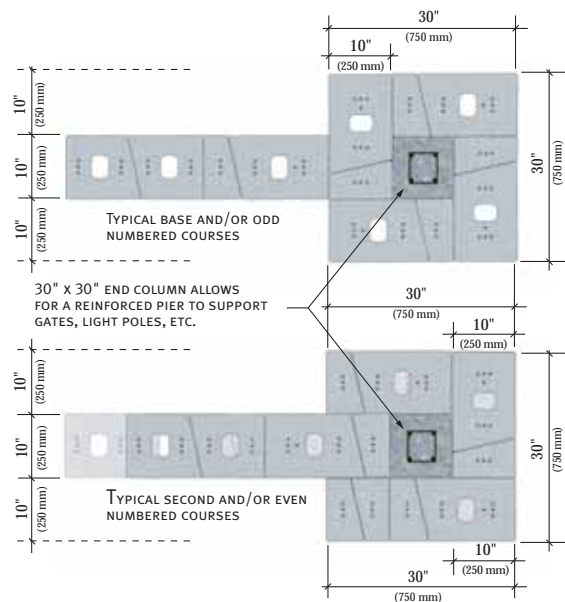 30"
(750 mm)
10"
(250 mm)
10"
(250 mm)
10"
(250 mm)
10"
(250 mm)
30"
(750 mm)
TYPICAL BASE AND/OR ODD
NUMBERED COURSES
30" X 30" END COLUMN ALLOWS
FOR A REINFORCED PIER TO SUPPORT
GATES, LIGHT POLES, ETC.
30"
(750 mm)
10"
(250 mm)
10"
(250 mm)
10"
(250 mm)
10"
(250 mm)
30"
(750 mm)
TYPICAL SECOND AND/OR EVEN
NUMBERED COURSES
10"
(250 mm)
30"
(750 mm)